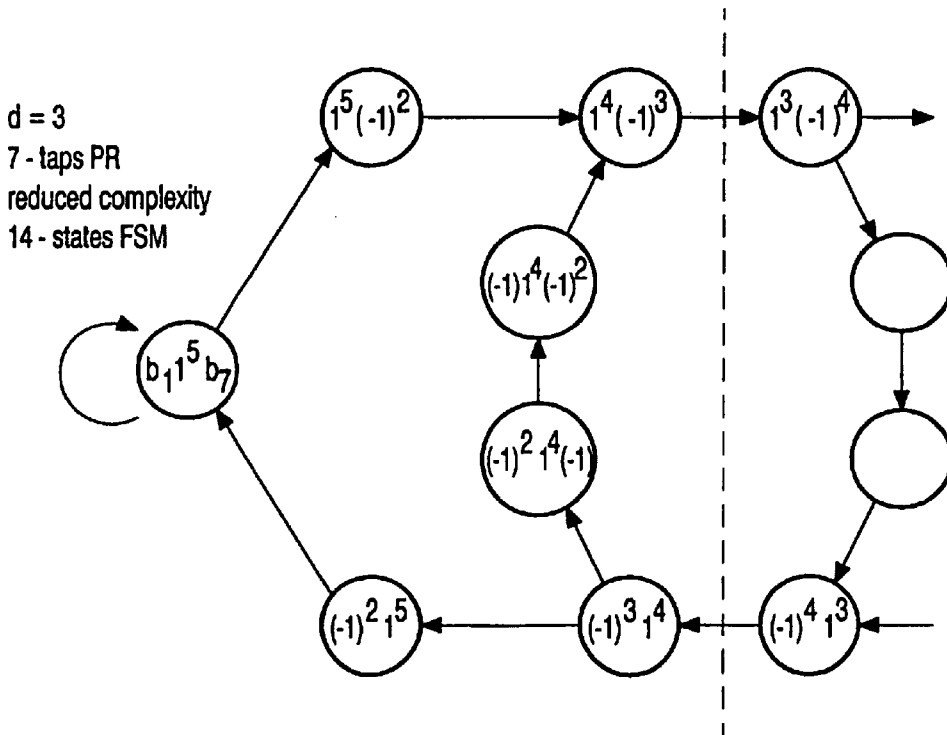 d = 3
7 - taps PR
reduced complexity
14 - states FSM
1^5 (-1)^2
1^4 (-1)^3
1^3 (-1)^4
(-1) 1^4 (-1)^2
b_1 1^5 b_7
(-1)^2 1^4 (-1)
(-1)^2 1^5
(-1)^3 1^4
(-1)^4 1^3